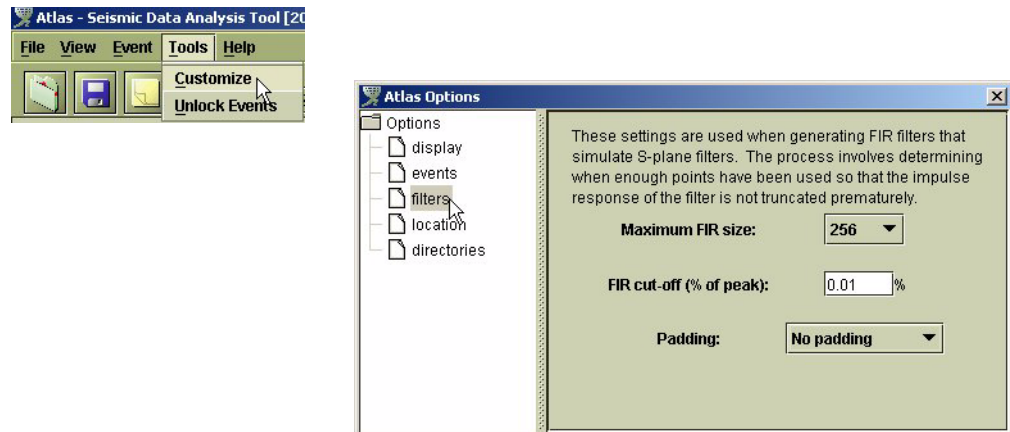 Atlas - Seismic Data Analysis Tool [20
File View Event Tools Help
Customize
Unlock Events
Atlas Options
Options
display
events
filters
location
directories
These settings are used when generating FIR filters that
simulate S-plane filters. The process involves determining
when enough points have been used so that the impulse
response of the filter is not truncated prematurely.
Maximum FIR size: 256
FIR cut-off (% of peak): 0.01 %
Padding: No padding